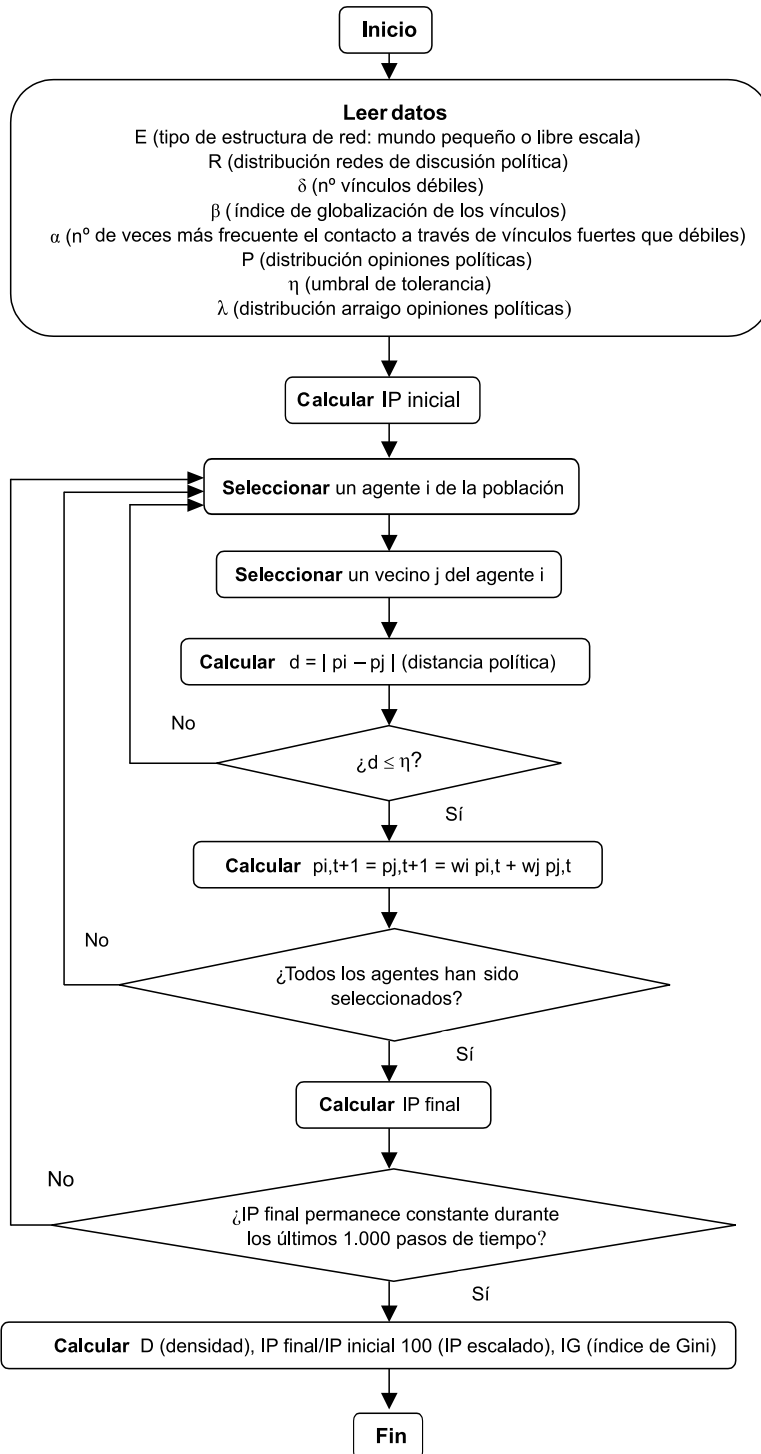 Inicio
Leer datos
E (tipo de estructura de red: mundo pequeño o libre escala)
R (distribución redes de discusión política)
δ (nº vínculos débiles)
β (índice de globalización de los vínculos)
α (nº de veces más frecuente el contacto a través de vínculos fuertes que débiles)
P (distribución opiniones políticas)
η (umbral de tolerancia)
λ (distribución arraigo opiniones políticas)
Calcular IP inicial
Seleccionar un agente i de la población
Seleccionar un vecino j del agente i
Calcular d = | pi – pj | (distancia política)
No
¿d ≤ η?
Sí
Calcular pi,t+1 = pj,t+1 = wi pi,t + wj pj,t
No
¿Todos los agentes han sido
seleccionados?
Sí
Calcular IP final
No
¿IP final permanece constante durante
los últimos 1.000 pasos de tiempo?
Sí
Calcular D (densidad), IP final/IP inicial 100 (IP escalado), IG (índice de Gini)
Fin